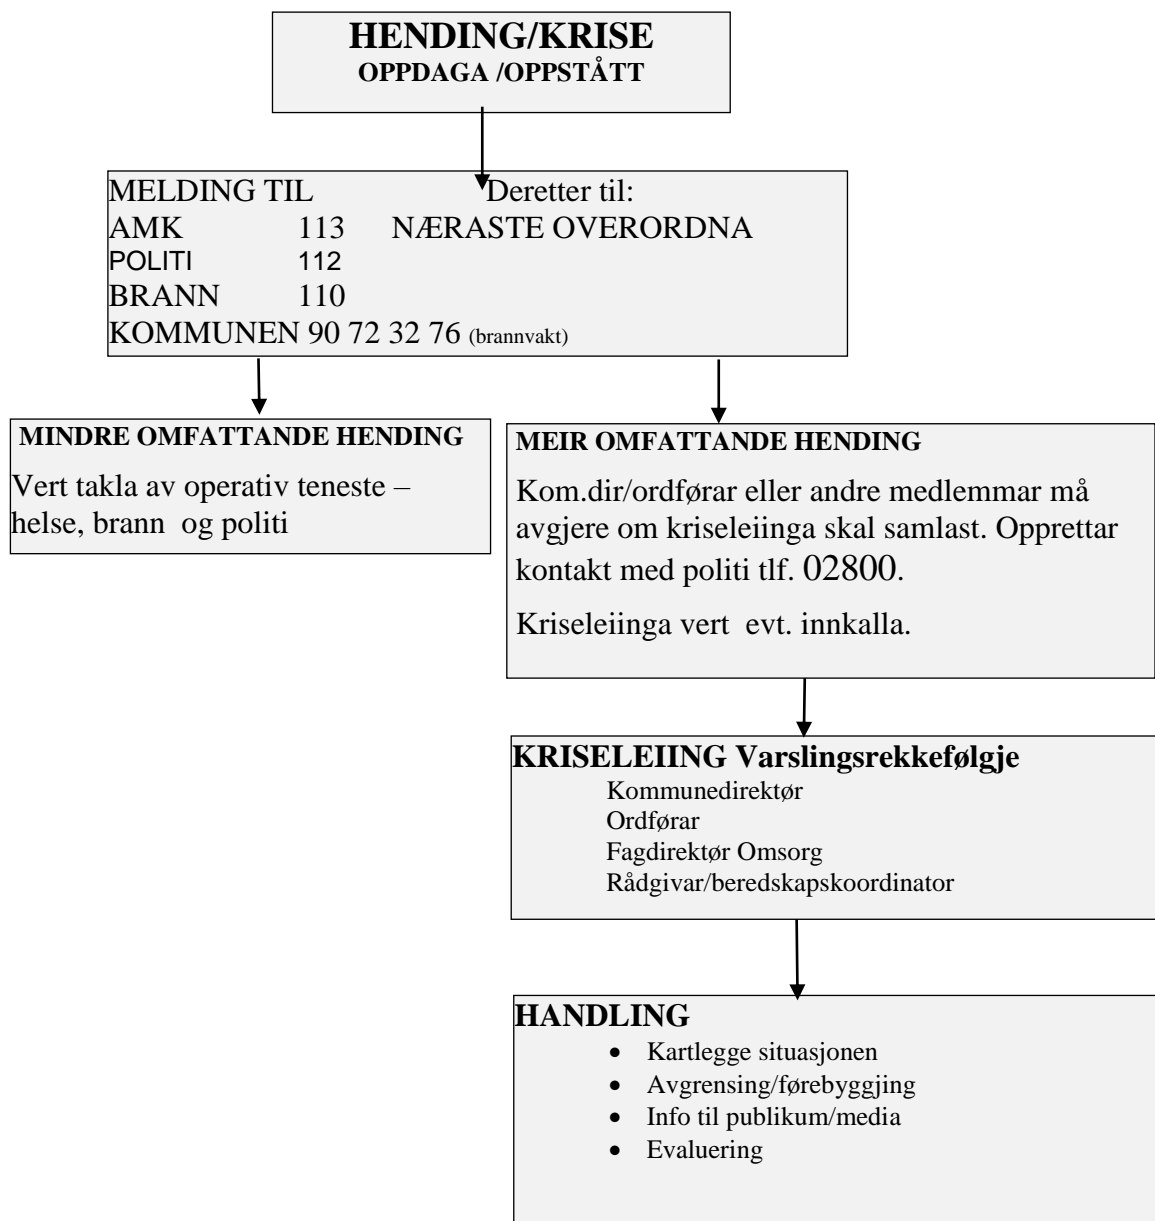 HENDING/KRISE
OPPDAGA /OPPSTÅTT
MELDING TIL Deretter til:
AMK 113 NÆRASTE OVERORDNA
POLITI 112
BRANN 110
KOMMUNEN 90 72 32 76 (brannvakt)
MINDRE OMFATTANDE HENDING
Vert takla av operativ teneste –
helse, brann og politi
MEIR OMFATTANDE HENDING
Kom.dir/ordførar eller andre medlemmar må
avgjere om kriseleiinga skal samlast. Opprettar
kontakt med politi tlf. 02800.
Kriseleiinga vert evt. innkalla.
KRISELEIING Varslingsrekkefølgje
Kommunedirektør
Ordførar
Fagdirektør Omsorg
Rådgivar/beredskapskoordinator
HANDLING
• Kartlegge situasjonen
• Avgrensing/førebyggjing
• Info til publikum/media
• Evaluering